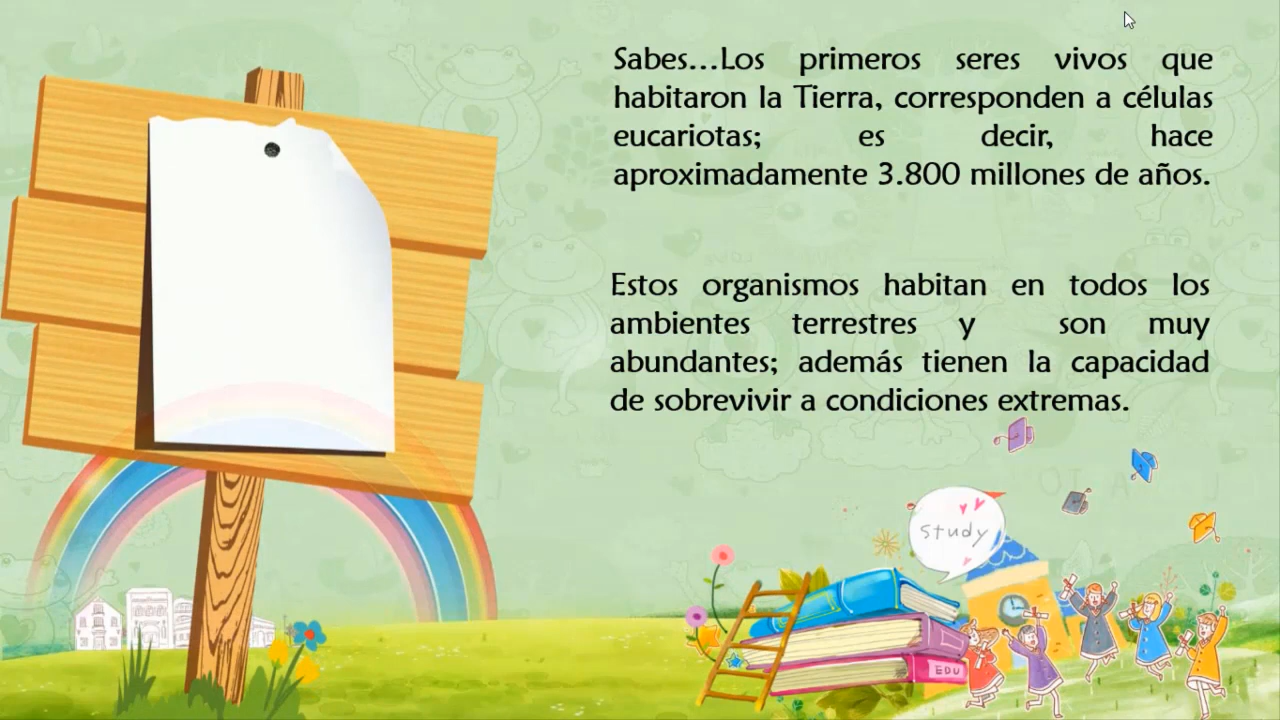 Sabes...Los primeros seres vivos que
habitaron la Tierra, corresponden a células
eucariotas; es decir, hace
aproximadamente 3.800 millones de años.
Estos organismos habitan en todos los
ambientes terrestres y son muy
abundantes; además tienen la capacidad
de sobrevivir a condiciones extremas.
study
EDU